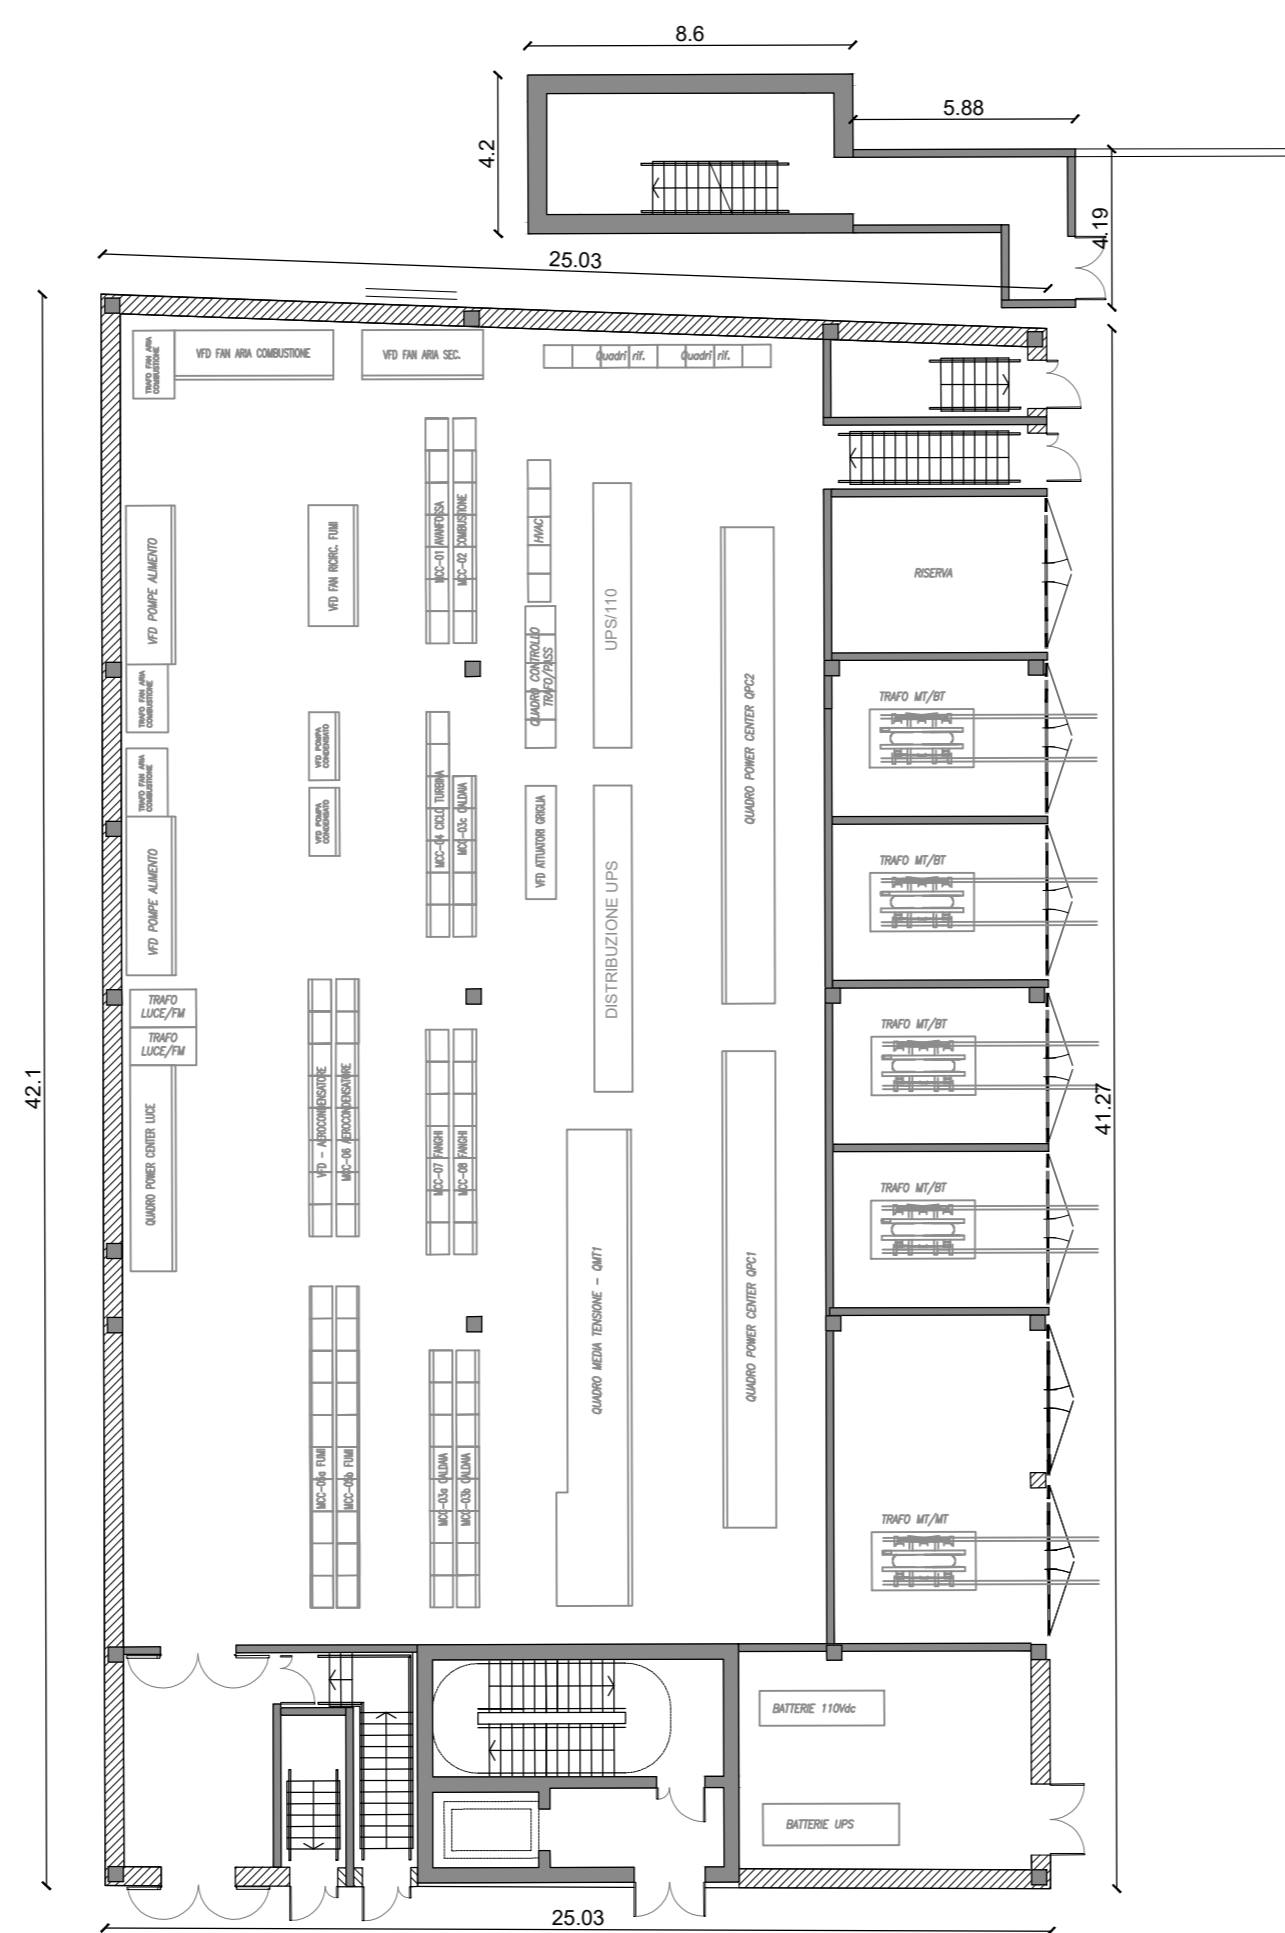 8.6
5.88
4.2
4.19
25.03
VFD FAN ARIA COMBUSTIONE
VFD FAN ARIA SEC.
Quadri rif.
Quadri rif.
TRAFO FAN ARIA
COMBUSTIONE
MCC-01 AVANFOSSA
MCC-02 COMBUSTIONE
HVAC
VFD POMPE ALIMENTO
VFD FAN RICIRC. FUMI
UPS/110
RISERVA
QUADRO CONTROLLO
TRAFO/PASS
TRAFO FAN ARIA
COMBUSTIONE
QUADRO POWER CENTER QPC2
TRAFO MT/BT
VFD POMPA
CONDENSATO
TRAFO FAN ARIA
COMBUSTIONE
VFD POMPA
CONDENSATO
MCC-04 CICLO TURBINA
MCC-03c CALDAIA
VFD ATTUATORI GRIGLIA
TRAFO MT/BT
VFD POMPE ALIMENTO
DISTRIBUZIONE UPS
TRAFO
LUCE/FM
TRAFO
LUCE/FM
TRAFO MT/BT
42.1
41.27
QUADRO POWER CENTER LUCE
VFD - AEROCONDENSATORE
MCC-06 AEROCONDENSATORE
MCC-07 FANGHI
MCC-08 FANGHI
TRAFO MT/BT
QUADRO MEDIA TENSIONE - QMT1
QUADRO POWER CENTER QPC1
MCC-05a FUMI
MCC-05b FUMI
MCC-03a CALDAIA
MCC-03b CALDAIA
TRAFO MT/MT
BATTERIE 110Vdc
BATTERIE UPS
25.03